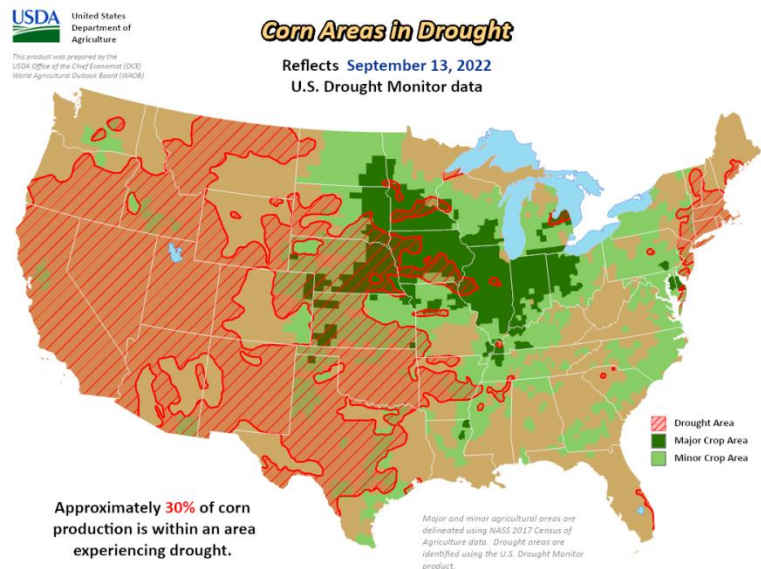 USDA
United States
Department of
Agriculture
This product was prepared by the
USDA Office of the Chief Economist (OCE)
World Agricultural Outlook Board (WAOB)
Corn Areas in Drought
Reflects September 13, 2022
U.S. Drought Monitor data
Drought Area
Major Crop Area
Minor Crop Area
Approximately 30% of corn
production is within an area
experiencing drought.
Major and minor agricultural areas are
delineated using NASS 2017 Census of
Agriculture data. Drought areas are
identified using the U.S. Drought Monitor
product.